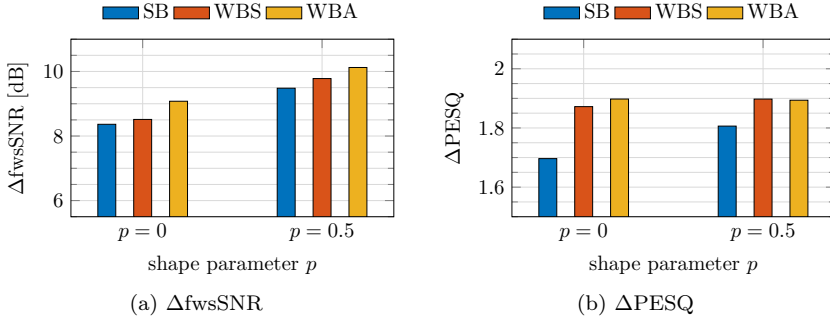 SB WBS WBA
10
8
6
ΔfwsSNR [dB]
p = 0 p = 0.5
shape parameter p
(a) ΔfwsSNR
SB WBS WBA
2
1.8
1.6
ΔPESQ
p = 0 p = 0.5
shape parameter p
(b) ΔPESQ